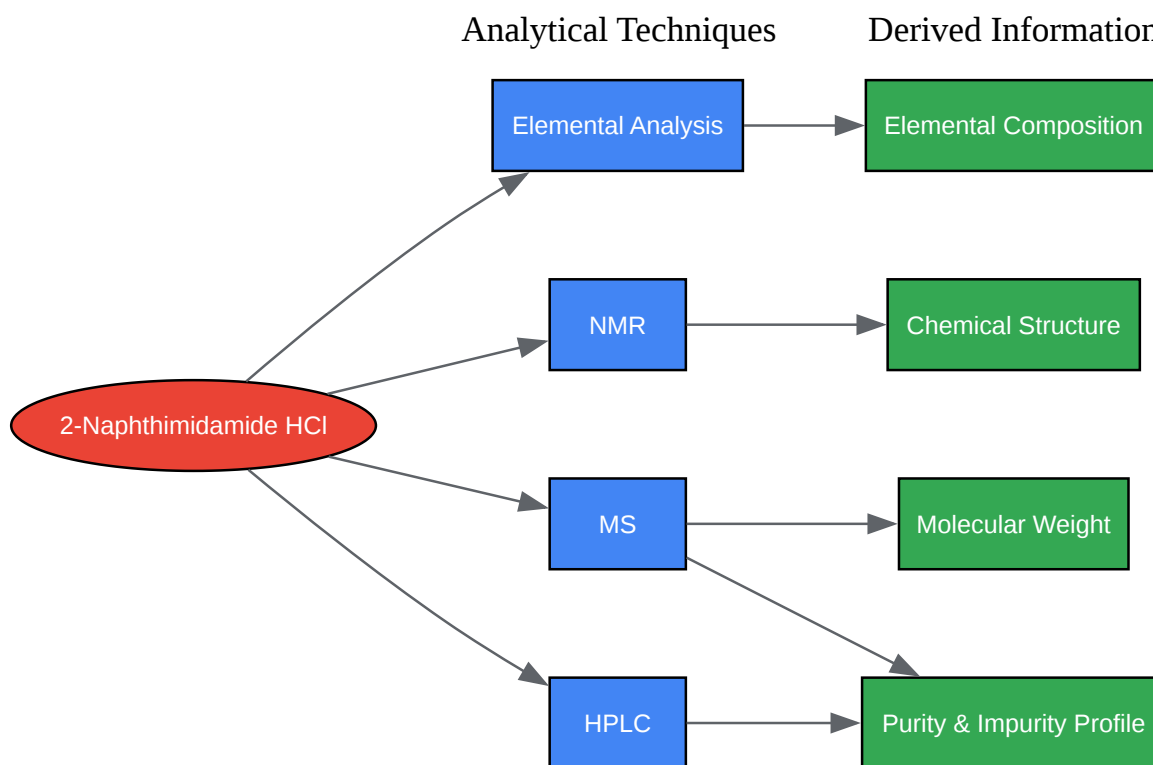 Analytical Techniques
Derived Information
Elemental Analysis
Elemental Composition
NMR
Chemical Structure
2-Naphthimidamide HCl
MS
Molecular Weight
HPLC
Purity & Impurity Profile